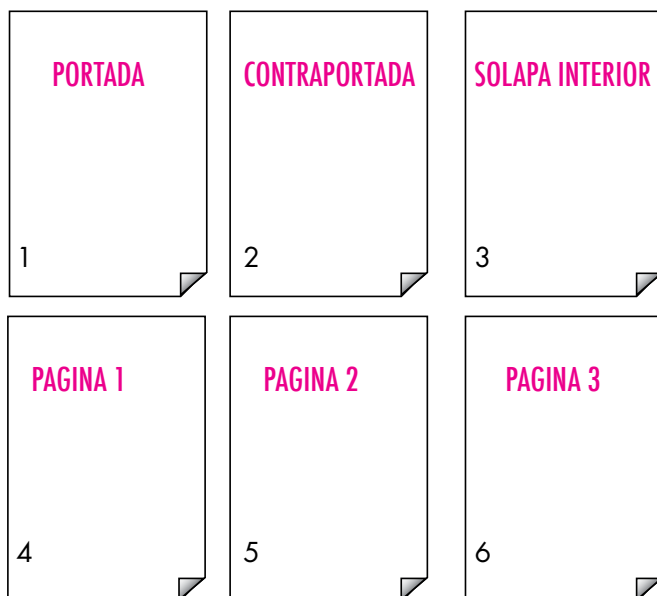 PORTADA
CONTRAPORTADA
SOLAPA INTERIOR
1
2
3
PAGINA 1
PAGINA 2
PAGINA 3
4
5
6